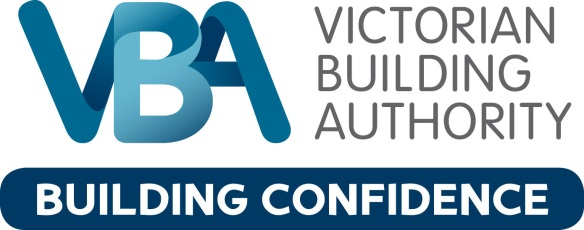 VBA
VICTORIAN
BUILDING
AUTHORITY
BUILDING CONFIDENCE